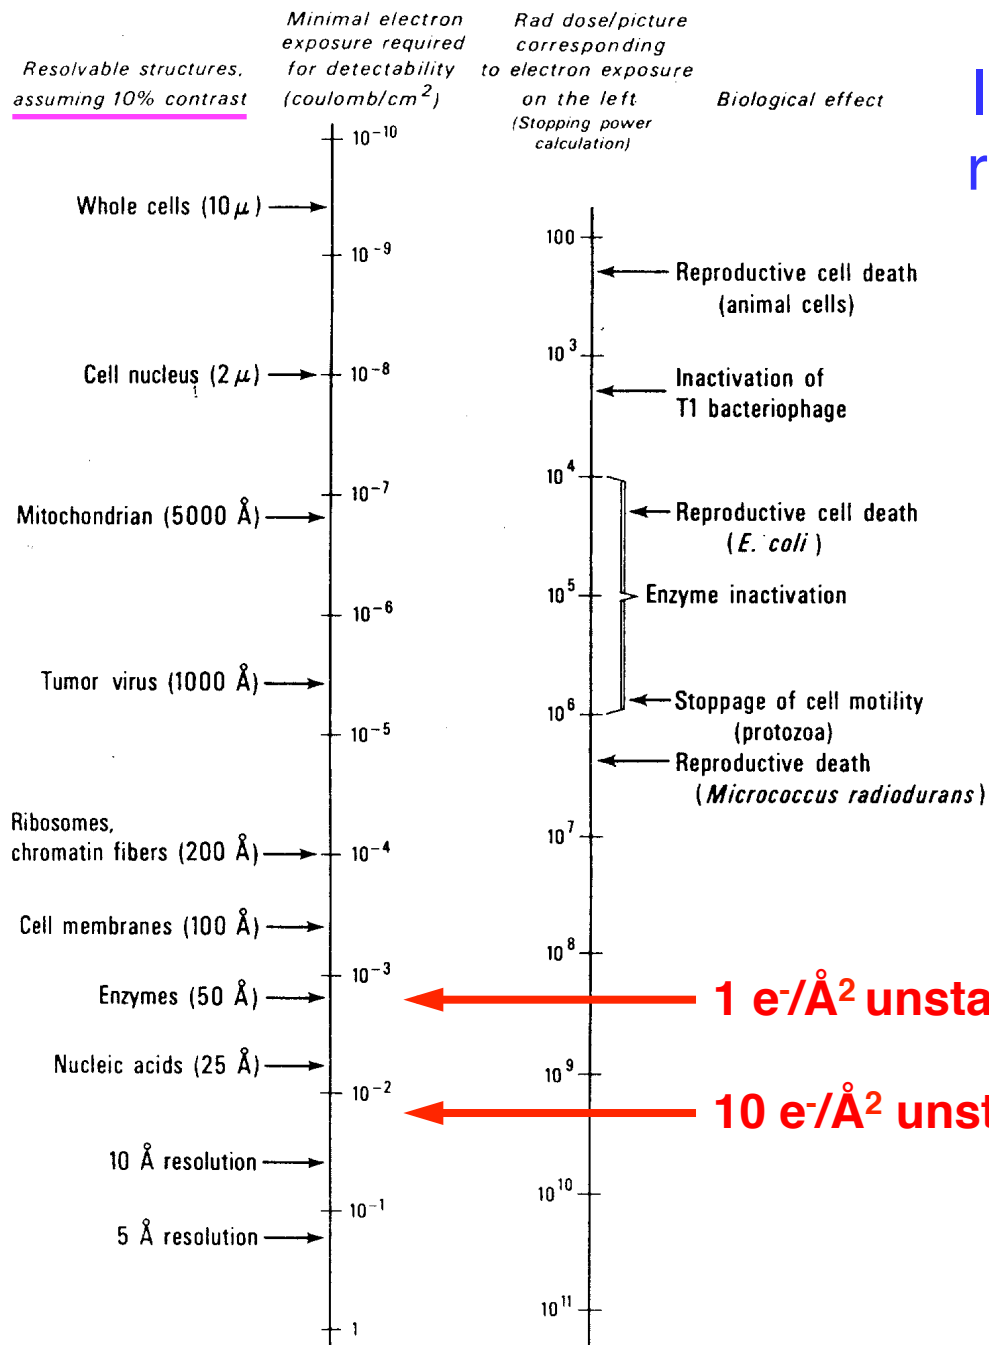 Resolvable structures,
assuming 10% contrast
Minimal electron
exposure required
for detectability
(coulomb/cm²)
Rad dose/picture
corresponding
to electron exposure
on the left
(Stopping power
calculation)
Biological effect
10⁻¹⁰
Whole cells (10 μ)
10⁻⁹
Cell nucleus (2 μ)
10⁻⁸
10⁻⁷
Mitochondrian (5000 Å)
10⁻⁶
Tumor virus (1000 Å)
10⁻⁵
Ribosomes,
chromatin fibers (200 Å)
10⁻⁴
Cell membranes (100 Å)
10⁻³
Enzymes (50 Å)
Nucleic acids (25 Å)
10⁻²
10 Å resolution
10⁻¹
5 Å resolution
1
100
Reproductive cell death
(animal cells)
10³
Inactivation of
T1 bacteriophage
10⁴
Reproductive cell death
(E. coli)
10⁵
Enzyme inactivation
Stoppage of cell motility
10⁶
(protozoa)
Reproductive death
(Micrococcus radiodurans)
10⁷
10⁸
1 e⁻/Å²
10⁹
10 e⁻/Å²
10¹⁰
10¹¹